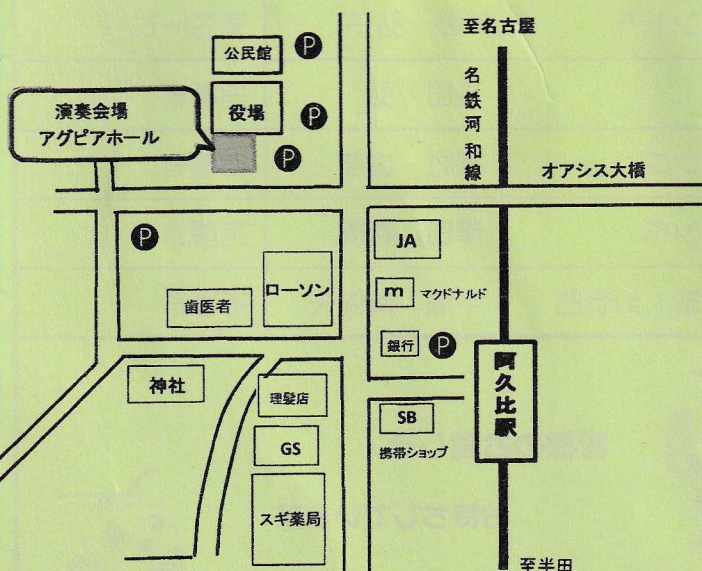 至名古屋
公民館
P
名鉄河和線
役場
P
演奏会場
アグピアホール
P
オアシス大橋
P
JA
ローソン
m
マクドナルド
歯医者
銀行
P
阿久比駅
神社
理髪店
SB
携帯ショップ
GS
スギ薬局
至半田